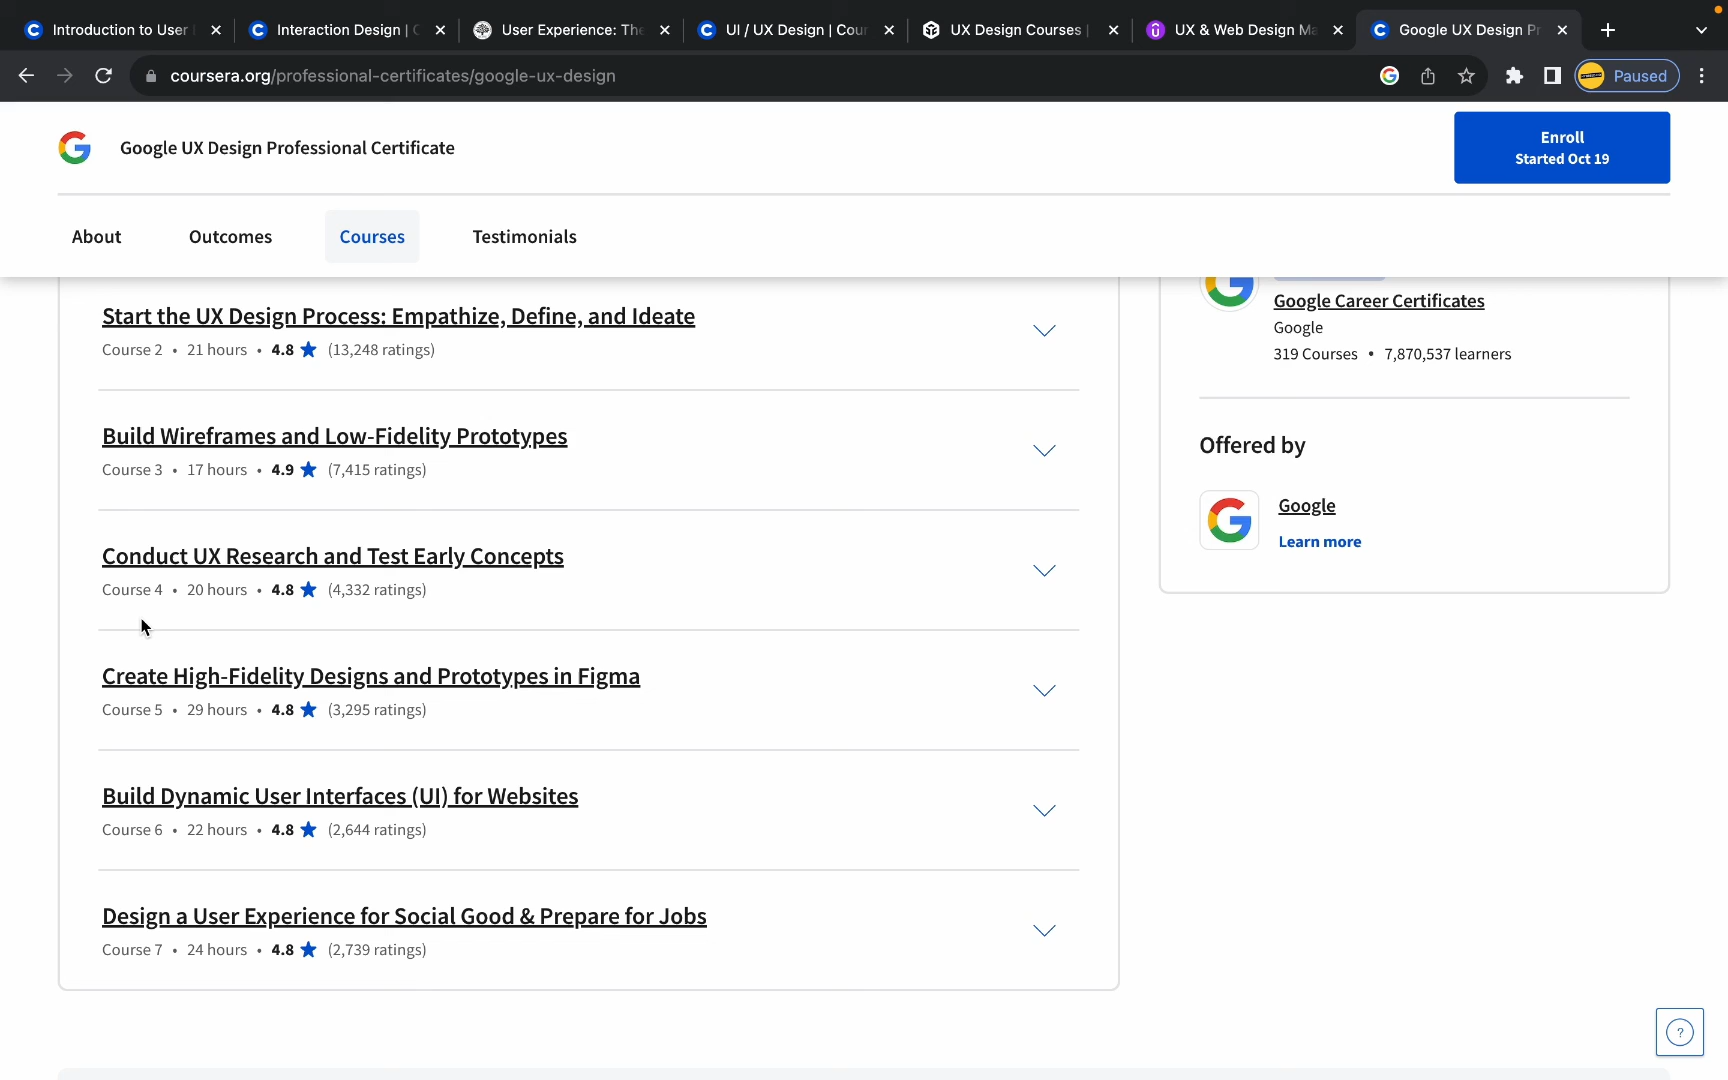 Introduction to User
Interaction Design | C
User Experience: The
UI / UX Design | Cour
UX Design Courses |
UX & Web Design Ma
Google UX Design Pr
coursera.org/professional-certificates/google-ux-design
Paused
Google UX Design Professional Certificate
Enroll
Started Oct 19
About
Outcomes
Courses
Testimonials
Start the UX Design Process: Empathize, Define, and Ideate
Course 2 • 21 hours • 4.8 ★ (13,248 ratings)
Build Wireframes and Low-Fidelity Prototypes
Course 3 • 17 hours • 4.9 ★ (7,415 ratings)
Conduct UX Research and Test Early Concepts
Course 4 • 20 hours • 4.8 ★ (4,332 ratings)
Create High-Fidelity Designs and Prototypes in Figma
Course 5 • 29 hours • 4.8 ★ (3,295 ratings)
Build Dynamic User Interfaces (UI) for Websites
Course 6 • 22 hours • 4.8 ★ (2,644 ratings)
Design a User Experience for Social Good & Prepare for Jobs
Course 7 • 24 hours • 4.8 ★ (2,739 ratings)
Google Career Certificates
Google
319 Courses • 7,870,537 learners
Offered by
Google
Learn more
?